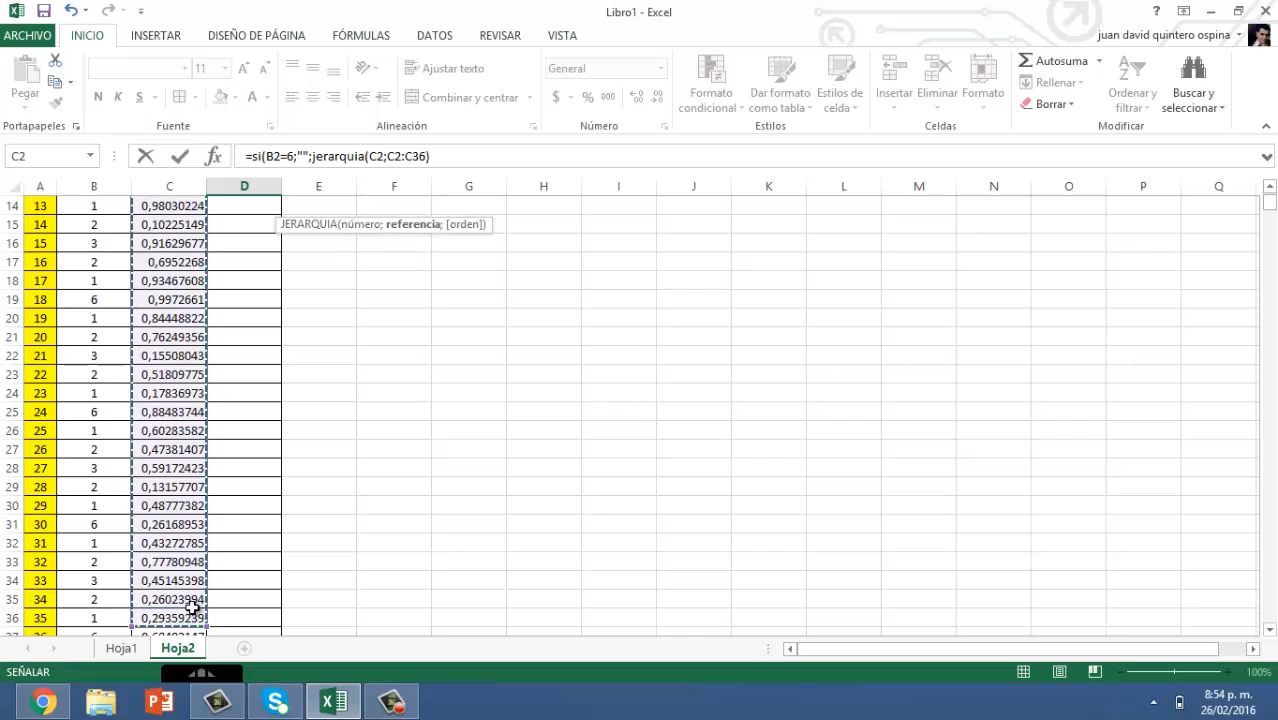 Libro1 - Excel
ARCHIVO INICIO INSERTAR DISEÑO DE PÁGINA FÓRMULAS DATOS REVISAR VISTA juan david quintero ospina
Pegar
Portapapeles
11
N K S
Fuente
Ajustar texto
Combinar y centrar
Alineación
General
$ % 000
Número
Formato condicional
Dar formato como tabla
Estilos de celda
Estilos
Insertar Eliminar Formato
Celdas
Autosuma
Rellenar
Borrar
Ordenar y filtrar
Buscar y seleccionar
Modificar
C2 fx =si(B2=6;"";jerarquia(C2;C2:C36)
A B C D E F G H I J K L M N O P Q
14 13 1 0,98030224
15 14 2 0,10225149
JERARQUIA(número; referencia; [orden])
16 15 3 0,91629677
17 16 2 0,6952268
18 17 1 0,93467608
19 18 6 0,9972661
20 19 1 0,84448822
21 20 2 0,76249356
22 21 3 0,15508043
23 22 2 0,51809775
24 23 1 0,17836973
25 24 6 0,88483744
26 25 1 0,60283582
27 26 2 0,47381407
28 27 3 0,59172423
29 28 2 0,13157707
30 29 1 0,48777382
31 30 6 0,26168953
32 31 1 0,43272785
33 32 2 0,77780948
34 33 3 0,45145398
35 34 2 0,26023994
36 35 1 0,29359239
Hoja1 Hoja2
SEÑALAR 100%
8:54 p. m.
26/02/2016